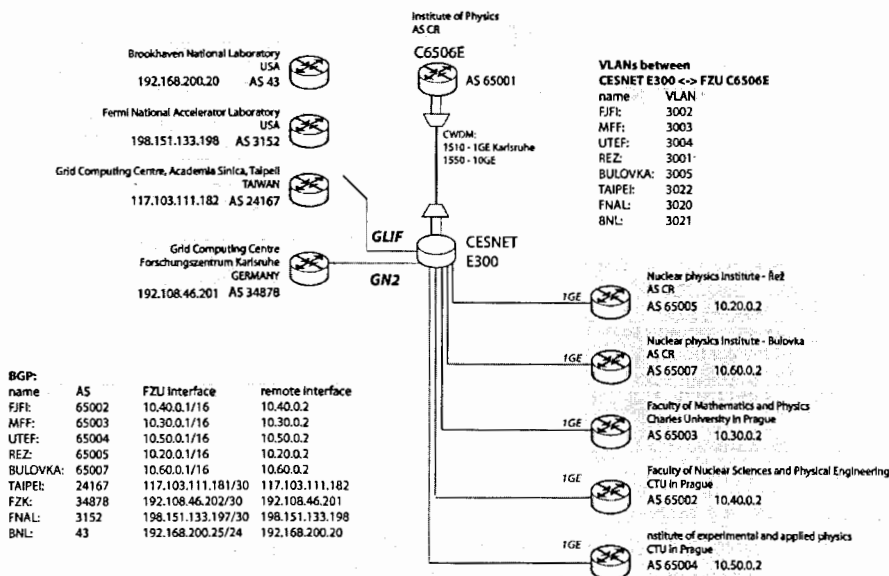 Institute of Physics
AS CR
C6506E
AS 65001
Brookhaven National Laboratory
USA
192.168.200.20 AS 43
Fermi National Accelerator Laboratory
USA
198.151.133.198 AS 3152
Grid Computing Centre, Academia Sinica, Taipeii
TAIWAN
117.103.111.182 AS 24167
Grid Computing Centre
Forschungszentrum Karlsruhe
GERMANY
192.108.46.201 AS 34878
CWDM:
1510 - 1GE Karlsruhe
1550 - 10GE
GLIF
GN2
CESNET
E300
VLANs between
CESNET E300 <-> FZU C6506E
name VLAN
FJFI: 3002
MFF: 3003
UTEF: 3004
REZ: 3001
BULOVKA: 3005
TAIPEI: 3022
FNAL: 3020
BNL: 3021
1GE
Nuclear physics Institute - Řež
AS CR
AS 65005 10.20.0.2
1GE
Nuclear physics Institute - Bulovka
AS CR
AS 65007 10.60.0.2
1GE
Faculty of Mathematics and Physics
Charles University in Prague
AS 65003 10.30.0.2
1GE
Faculty of Nuclear Sciences and Physical Engineering
CTU in Prague
AS 65002 10.40.0.2
1GE
nstitute of experimental and applied physics
CTU in Prague
AS 65004 10.50.0.2
BGP:
name AS FZU Interface remote interface
FJFI: 65002 10.40.0.1/16 10.40.0.2
MFF: 65003 10.30.0.1/16 10.30.0.2
UTEF: 65004 10.50.0.1/16 10.50.0.2
REZ: 65005 10.20.0.1/16 10.20.0.2
BULOVKA: 65007 10.60.0.1/16 10.60.0.2
TAIPEI: 24167 117.103.111.181/30 117.103.111.182
FZK: 34878 192.108.46.202/30 192.108.46.201
FNAL: 3152 198.151.133.197/30 198.151.133.198
BNL: 43 192.168.200.25/24 192.168.200.20